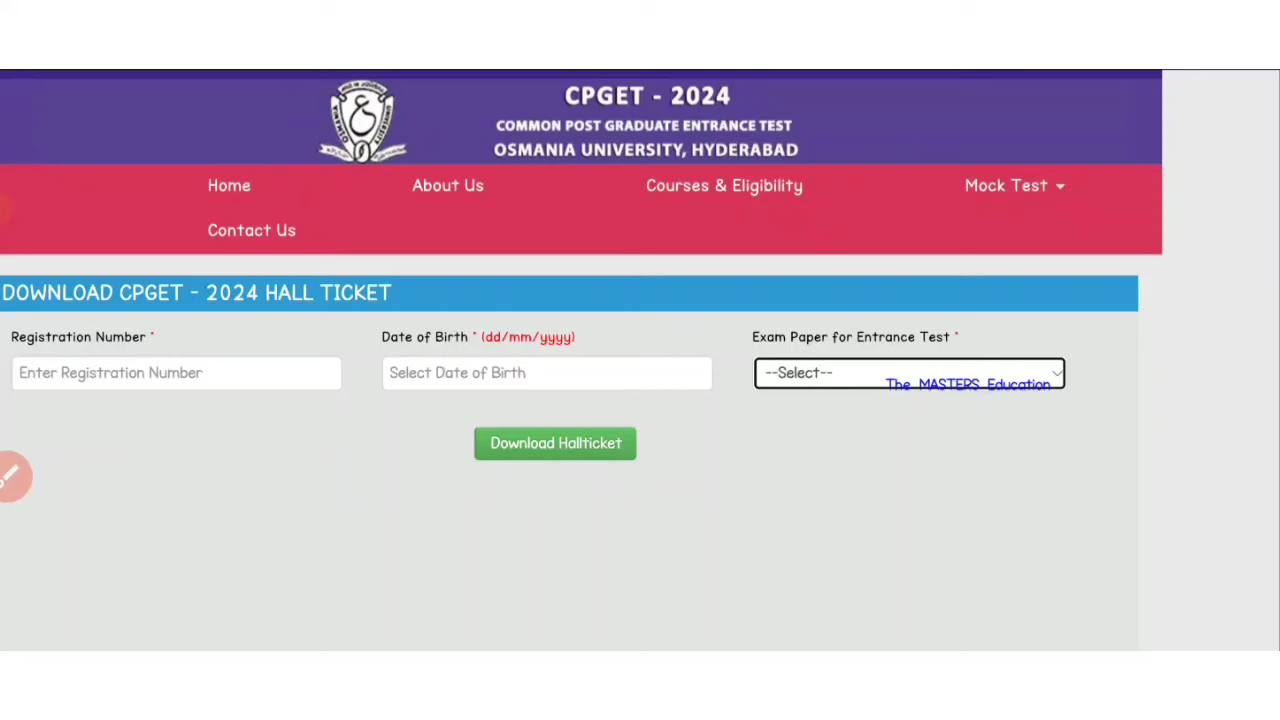 CPGET - 2024
COMMON POST GRADUATE ENTRANCE TEST
OSMANIA UNIVERSITY, HYDERABAD
Home About Us Courses & Eligibility Mock Test
Contact Us
DOWNLOAD CPGET - 2024 HALL TICKET
Registration Number * Date of Birth * (dd/mm/yyyy) Exam Paper for Entrance Test *
Enter Registration Number Select Date of Birth --Select--
The MASTERS Education
Download Hallticket